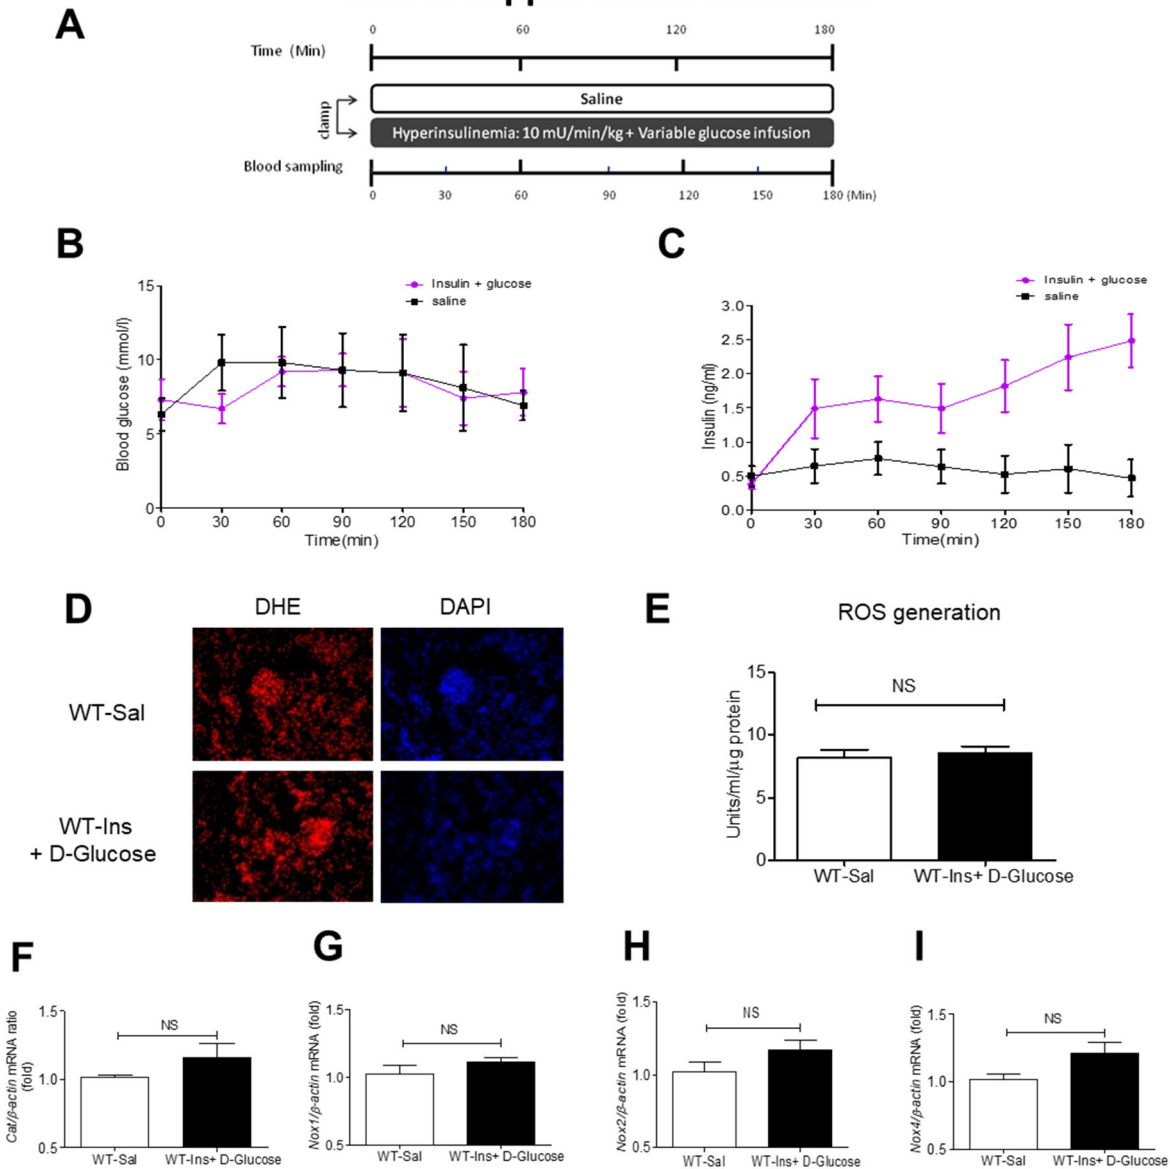 A
0 60 120 180
Time (Min)
Saline
clamp
Hyperinsulinemia: 10 mU/min/kg + Variable glucose infusion
Blood sampling
0 30 60 90 120 150 180 (Min)
B
Insulin + glucose
saline
Blood glucose (mmol/l)
15
10
5
0
0 30 60 90 120 150 180
Time(min)
C
Insulin + glucose
saline
Insulin (ng/ml)
3.0
2.5
2.0
1.5
1.0
0.5
0.0
0 30 60 90 120 150 180
Time(min)
D
DHE DAPI
WT-Sal
WT-Ins
+ D-Glucose
E
ROS generation
Units/ml/µg protein
15
10
5
0
NS
WT-Sal WT-Ins+ D-Glucose
F
Cat/β-actin mRNA ratio
(fold)
1.5
1.0
0.5
NS
WT-Sal WT-Ins+ D-Glucose
G
Nox1/β-actin mRNA (fold)
1.5
1.0
0.5
NS
WT-Sal WT-Ins+ D-Glucose
H
Nox2/β-actin mRNA (fold)
1.5
1.0
0.5
NS
WT-Sal WT-Ins+ D-Glucose
I
Nox4/β-actin mRNA (fold)
1.5
1.0
0.5
NS
WT-Sal WT-Ins+ D-Glucose